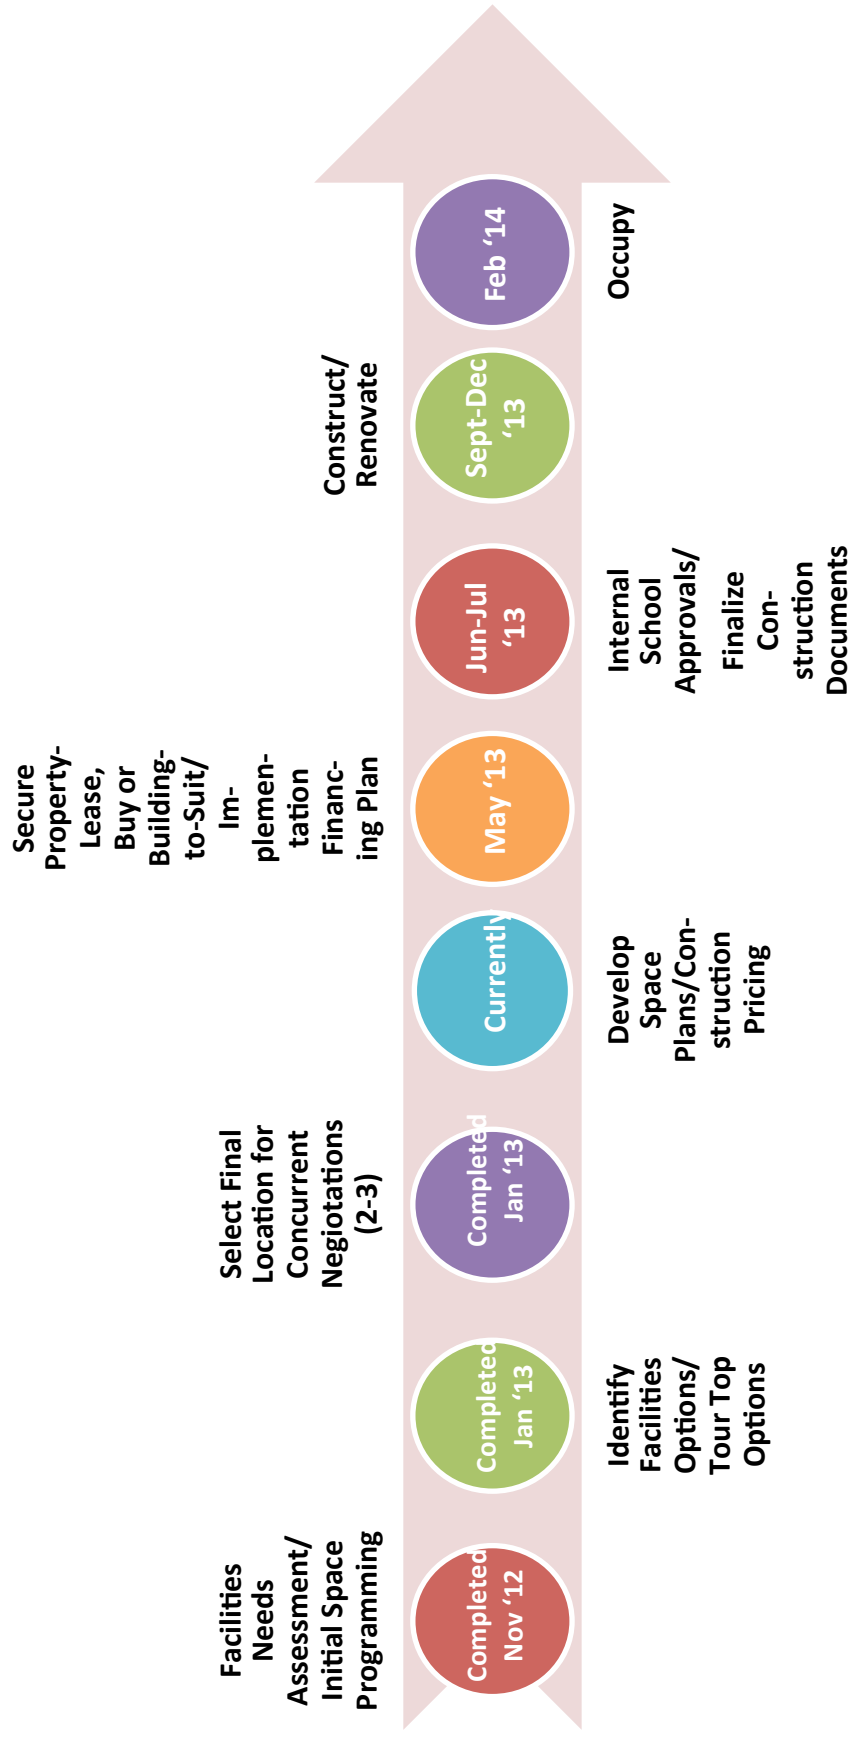 Facilities
Needs
Assessment/
Initial Space
Programming
Completed
Nov ‘12
Completed
Jan ‘13
Identify
Facilities
Options/
Tour Top
Options
Select Final
Location for
Concurrent
Negiotations
(2-3)
Completed
Jan ‘13
Currently
Develop
Space
Plans/Con-
struction
Pricing
Secure
Property-
Lease,
Buy or
Building-
to-Suit/
Im-
plemen-
tation
Financ-
ing Plan
May ‘13
Jun-Jul
‘13
Internal
School
Approvals/
Finalize
Con-
struction
Documents
Construct/
Renovate
Sept-Dec
‘13
Feb ‘14
Occupy